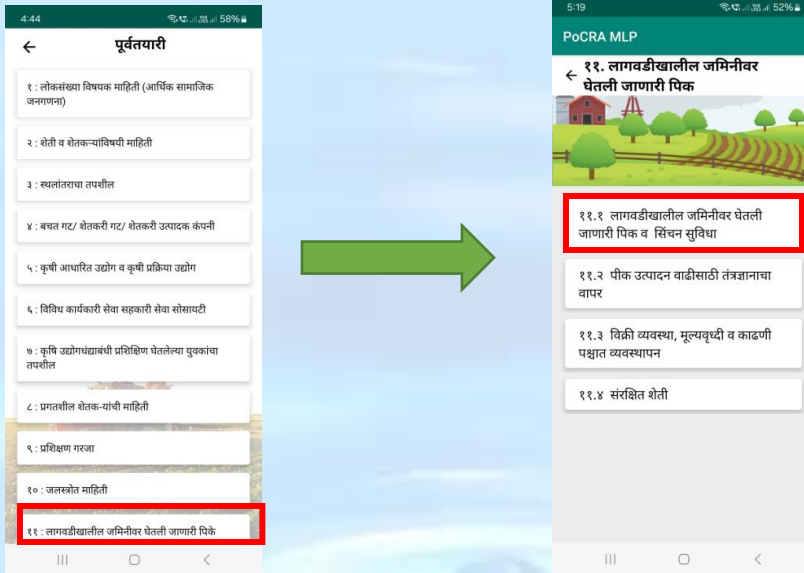 4:44
58%
पूर्वतयारी
१ : लोकसंख्या विषयक माहिती (आर्थिक सामाजिक
जनगणना)
२ : शेती व शेतकऱ्यांविषयी माहिती
३ : स्थलांतराचा तपशील
४ : बचत गट/ शेतकरी गट/ शेतकरी उत्पादक कंपनी
५ : कृषी आधारित उद्योग व कृषी प्रक्रिया उद्योग
६ : विविध कार्यकारी सेवा सहकारी सेवा सोसायटी
७ : कृषि उद्योगधंद्याबंधी प्रशिक्षिण घेतलेल्या युवकांचा
तपशील
८ : प्रगतशील शेतक-यांची माहिती
९ : प्रशिक्षण गरजा
१० : जलस्त्रोत माहिती
११ : लागवडीखालील जमिनीवर घेतली जाणारी पिके
5:19
52%
PoCRA MLP
११. लागवडीखालील जमिनीवर
घेतली जाणारी पिक
११.१ लागवडीखालील जमिनीवर घेतली
जाणारी पिक व सिंचन सुविधा
११.२ पीक उत्पादन वाढीसाठी तंत्रज्ञानाचा
वापर
११.३ विक्री व्यवस्था, मूल्यवृध्दी व काढणी
पश्चात व्यवस्थापन
११.४ संरक्षित शेती